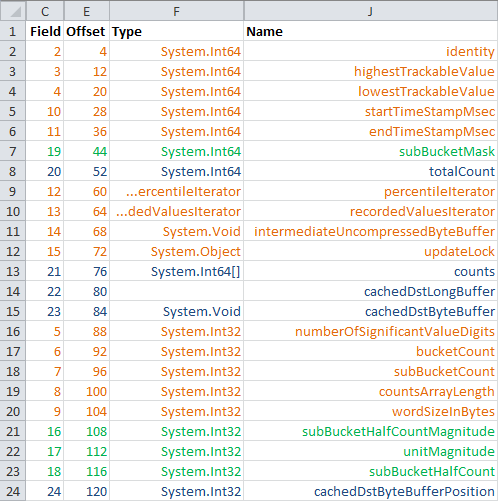 C E F J
1 Field Offset Type Name
2 2 4 System.Int64 identity
3 3 12 System.Int64 highestTrackableValue
4 4 20 System.Int64 lowestTrackableValue
5 10 28 System.Int64 startTimeStampMsec
6 11 36 System.Int64 endTimeStampMsec
7 19 44 System.Int64 subBucketMask
8 20 52 System.Int64 totalCount
9 12 60 ...ercentileIterator percentileIterator
10 13 64 ...dedValuesIterator recordedValuesIterator
11 14 68 System.Void intermediateUncompressedByteBuffer
12 15 72 System.Object updateLock
13 21 76 System.Int64[] counts
14 22 80 cachedDstLongBuffer
15 23 84 System.Void cachedDstByteBuffer
16 5 88 System.Int32 numberOfSignificantValueDigits
17 6 92 System.Int32 bucketCount
18 7 96 System.Int32 subBucketCount
19 8 100 System.Int32 countsArrayLength
20 9 104 System.Int32 wordSizeInBytes
21 16 108 System.Int32 subBucketHalfCountMagnitude
22 17 112 System.Int32 unitMagnitude
23 18 116 System.Int32 subBucketHalfCount
24 24 120 System.Int32 cachedDstByteBufferPosition